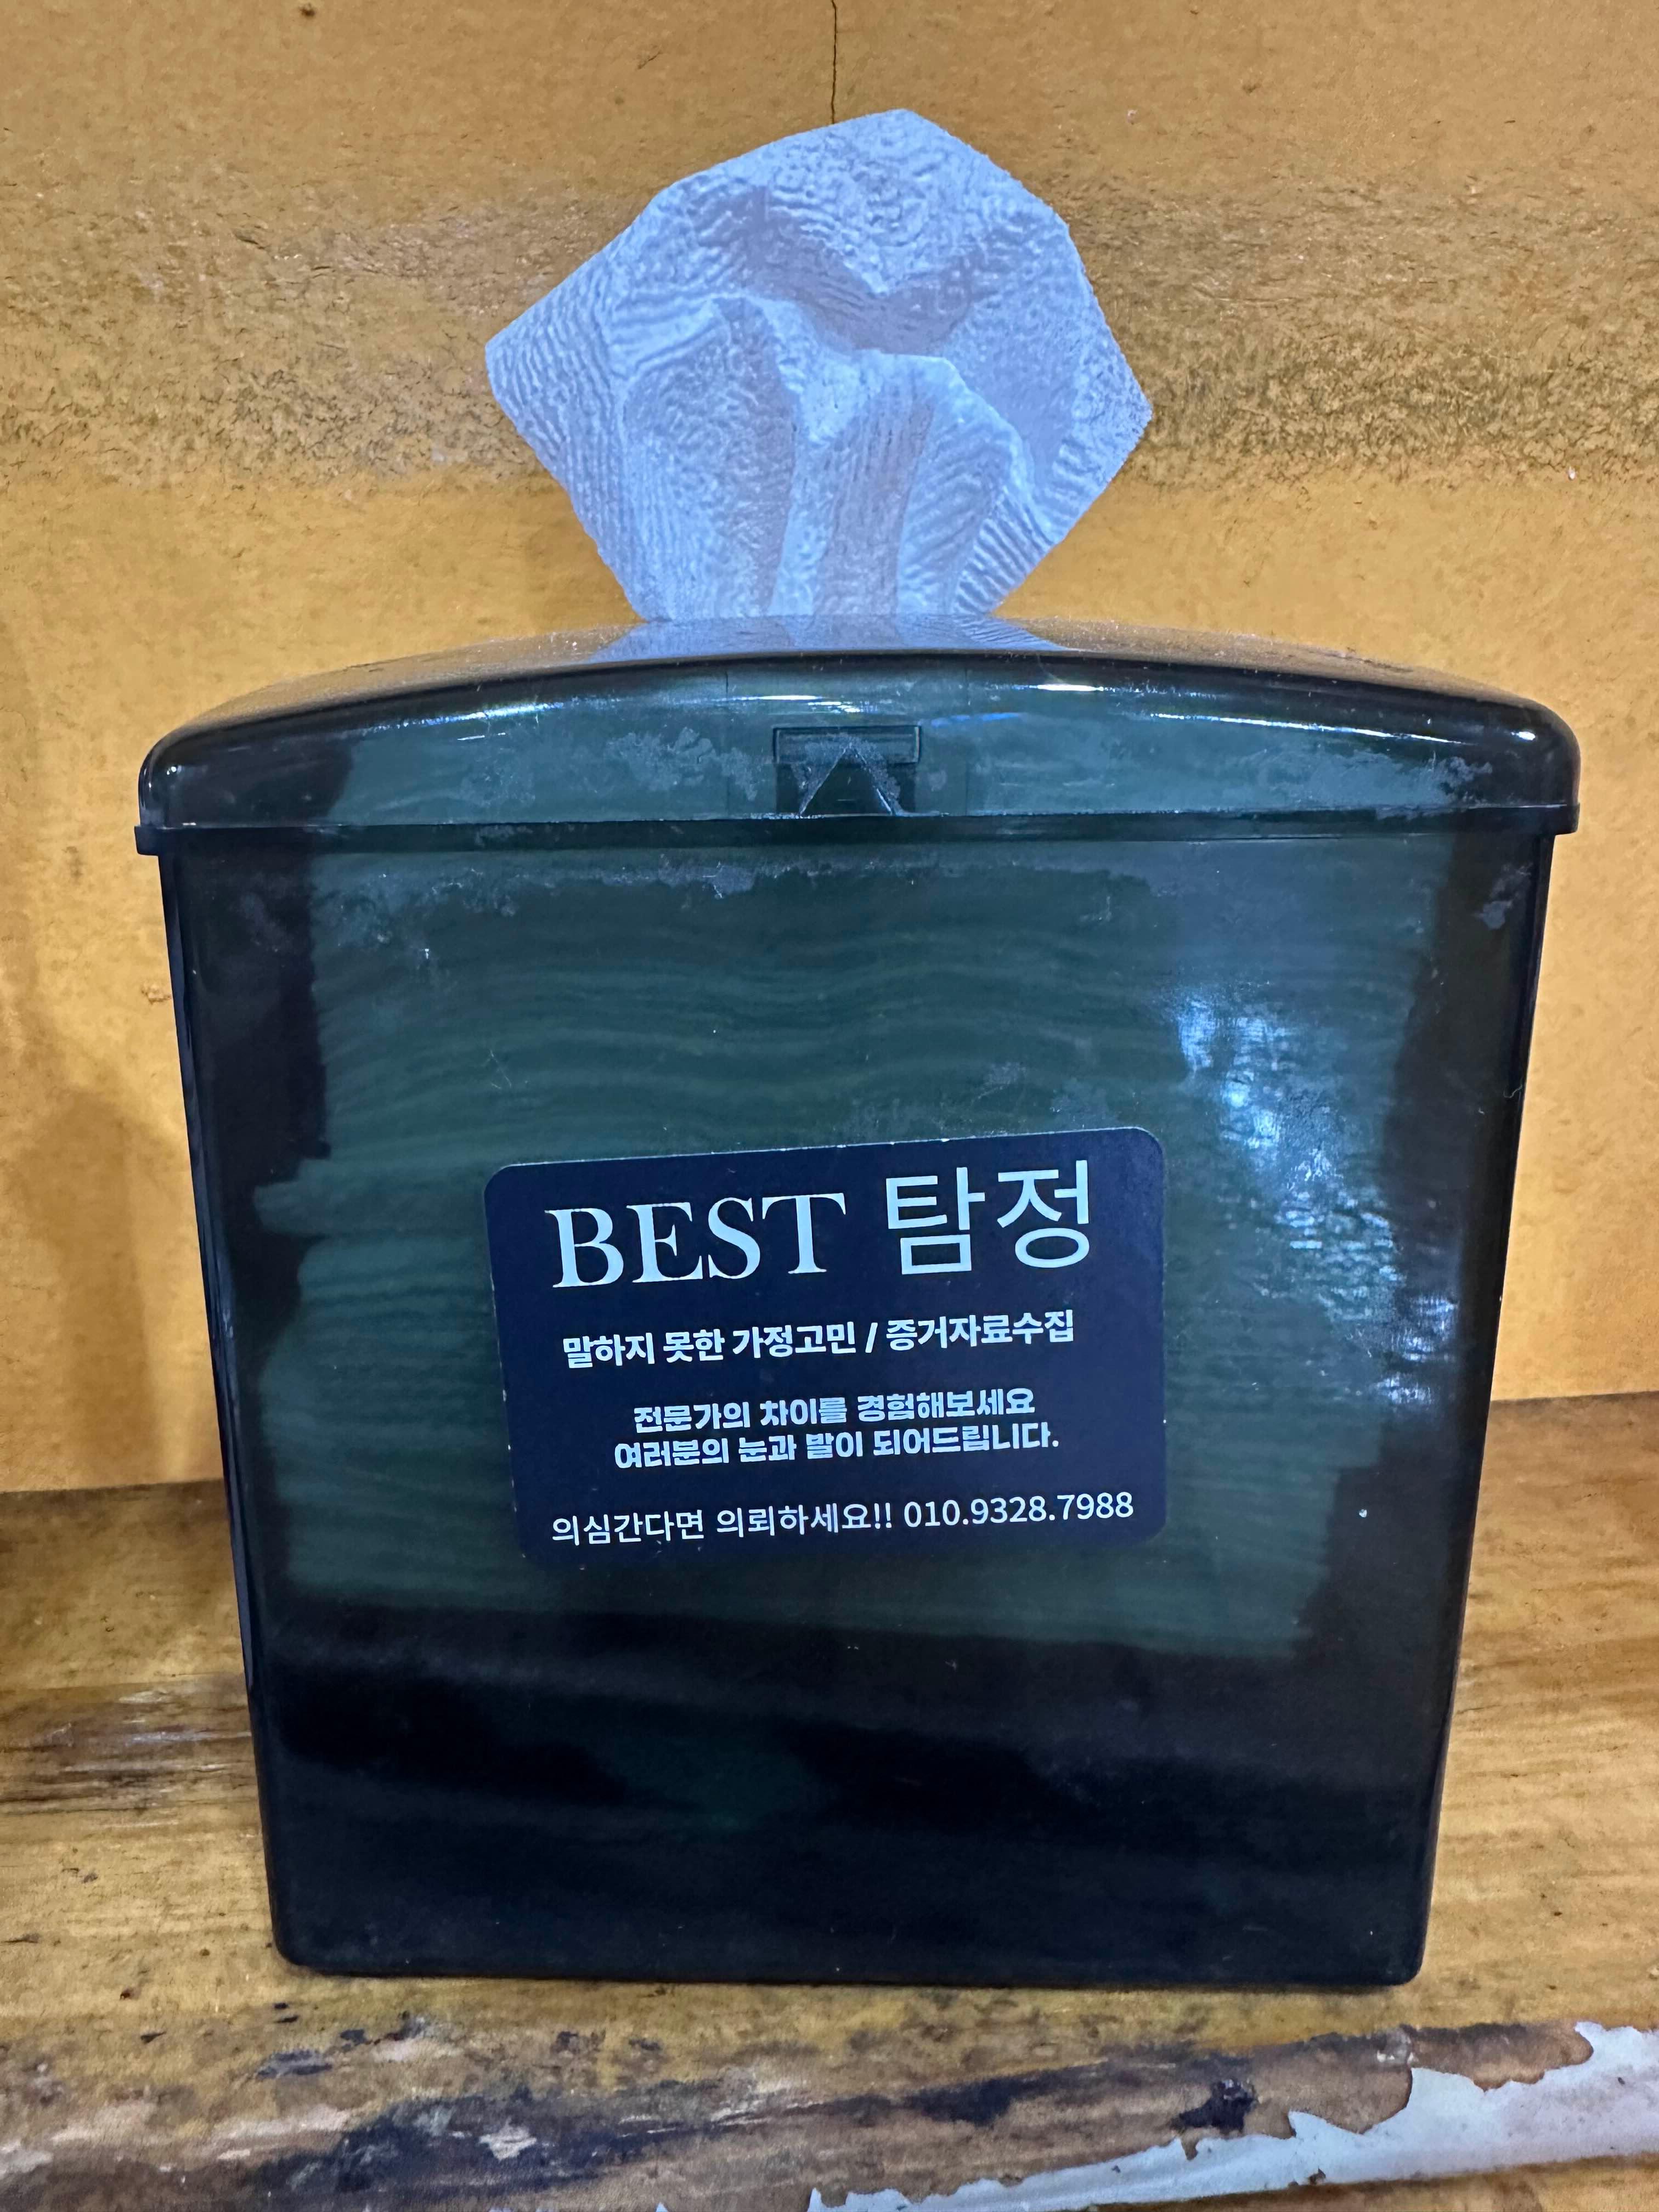 BEST 탐정
말하지 못한 가정고민 / 증거자료수집
전문가의 차이를 경험해보세요
여러분의 눈과 발이 되어드립니다.
의심간다면 의뢰하세요!! 010.9328.7988